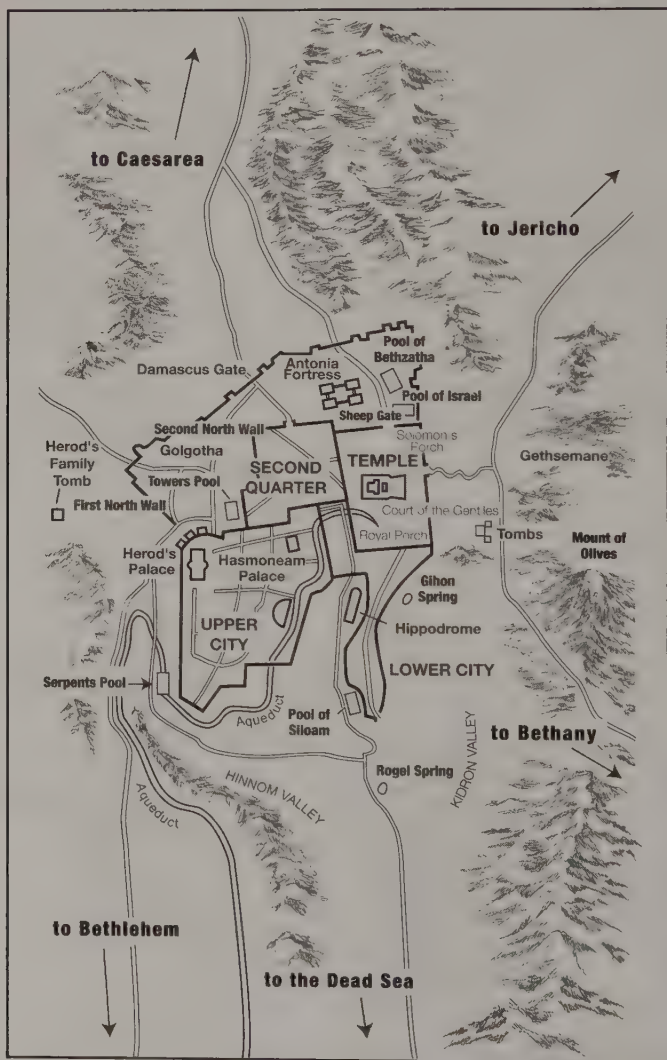 to Caesarea
to Jericho
Pool of
Bethzatha
Damascus Gate
Antonia
Fortress
Pool of Israel
Sheep Gate
Second North Wall
Solomon's
Porch
Golgotha
Herod's
Family
Tomb
SECOND
QUARTER
TEMPLE
Gethsemane
Towers Pool
First North Wall
Court of the Gentles
Royal Porch
Tombs
Mount of
Olives
Herod's
Palace
Hasmoneam
Palace
Gihon
Spring
UPPER
CITY
Hippodrome
LOWER CITY
Serpents Pool
Aqueduct
Pool of
Siloam
to Bethany
Rogel Spring
KIDRON VALLEY
HINNOM VALLEY
Aqueduct
to Bethlehem
to the Dead Sea